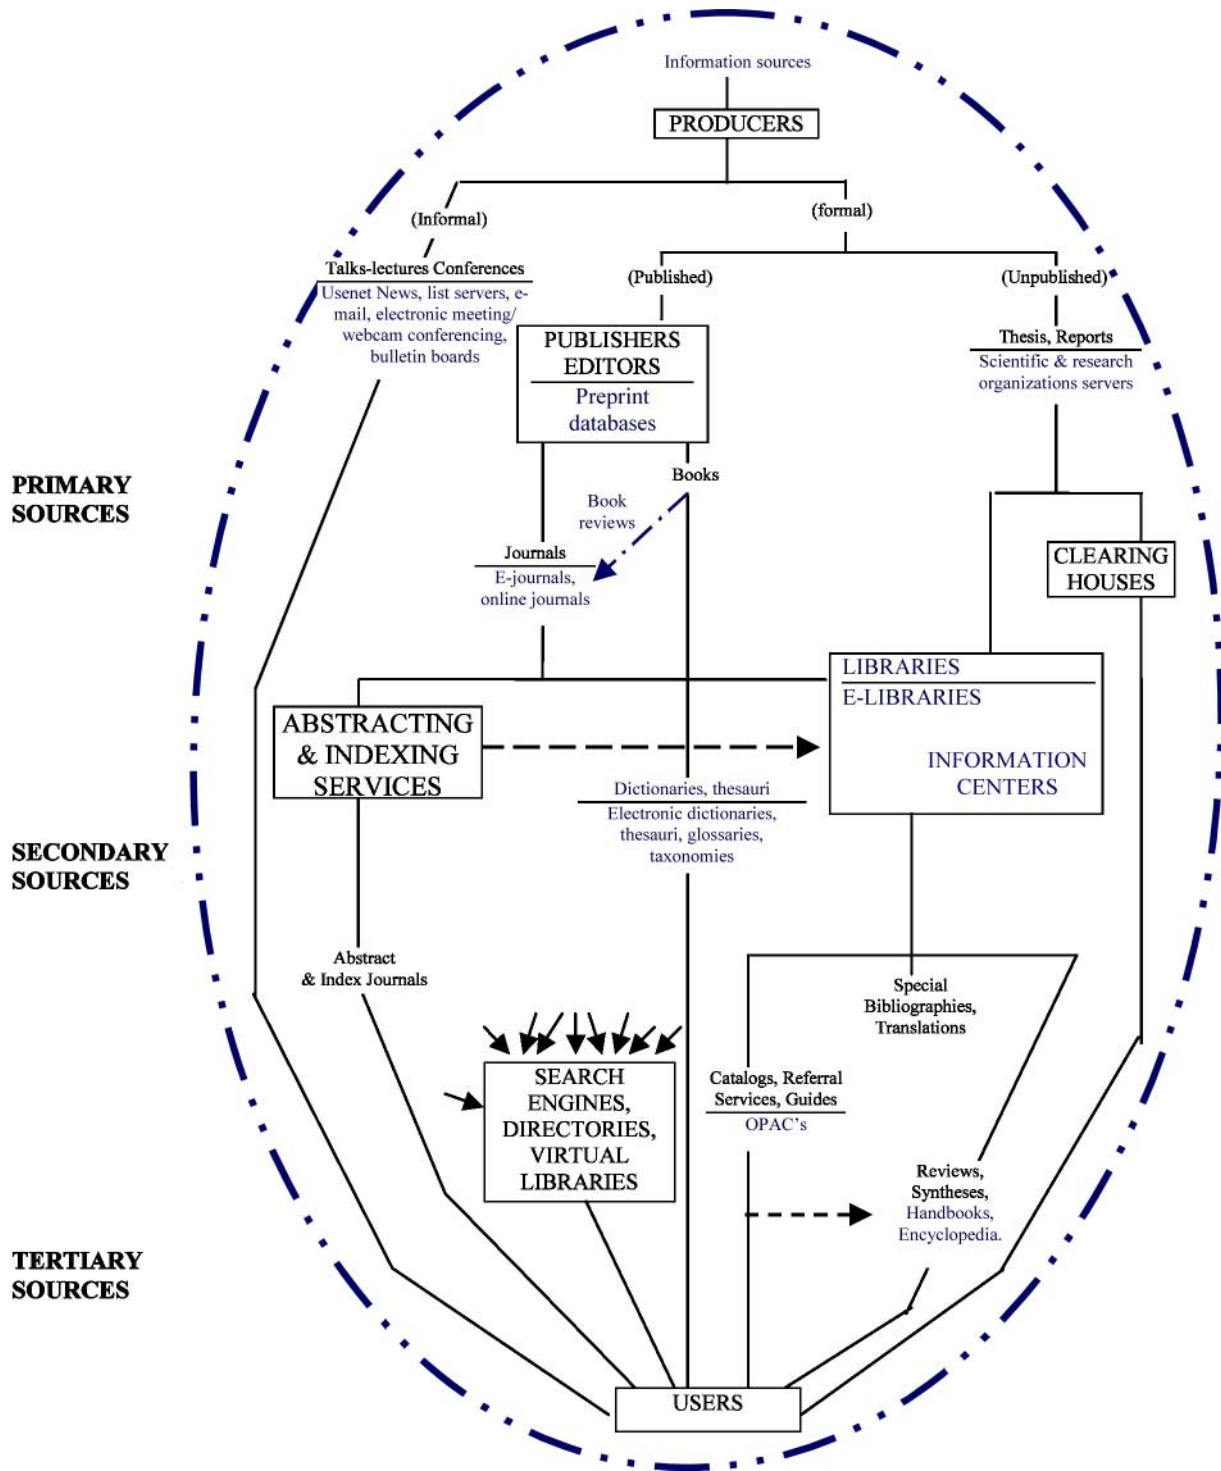 Information sources
PRODUCERS
(Informal)
(formal)
Talks-lectures Conferences
Usenet News, list servers, e-
mail, electronic meeting/
webcam conferencing,
bulletin boards
(Published)
(Unpublished)
PUBLISHERS
EDITORS
Preprint
databases
Thesis, Reports
Scientific & research
organizations servers
PRIMARY
SOURCES
Books
Book
reviews
Journals
E-journals,
online journals
CLEARING
HOUSES
LIBRARIES
E-LIBRARIES
INFORMATION
CENTERS
ABSTRACTING
& INDEXING
SERVICES
Dictionaries, thesauri
Electronic dictionaries,
thesauri, glossaries,
taxonomies
SECONDARY
SOURCES
Abstract
& Index Journals
Special
Bibliographies,
Translations
SEARCH
ENGINES,
DIRECTORIES,
VIRTUAL
LIBRARIES
Catalogs, Referral
Services, Guides
OPAC's
Reviews,
Syntheses,
Handbooks,
Encyclopedia.
TERTIARY
SOURCES
USERS